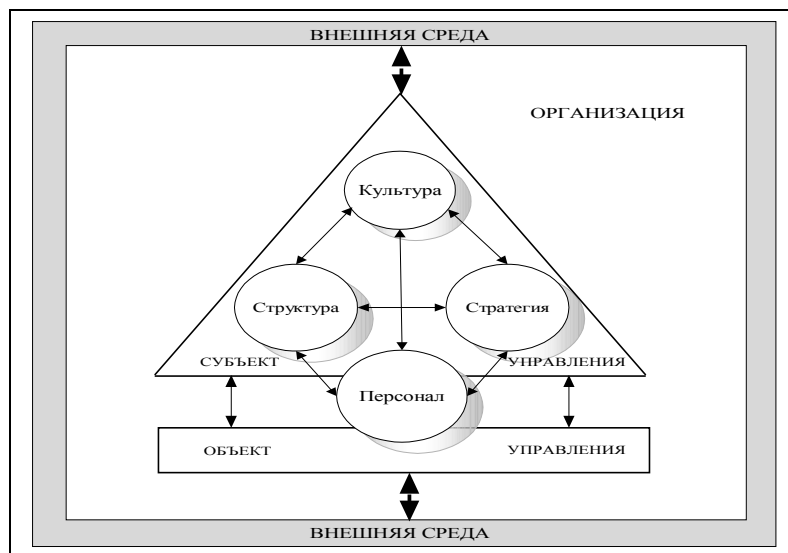 ВНЕШНЯЯ СРЕДА
ОРГАНИЗАЦИЯ
Культура
Структура
Стратегия
СУБЪЕКТ УПРАВЛЕНИЯ
Персонал
ОБЪЕКТ УПРАВЛЕНИЯ
ВНЕШНЯЯ СРЕДА